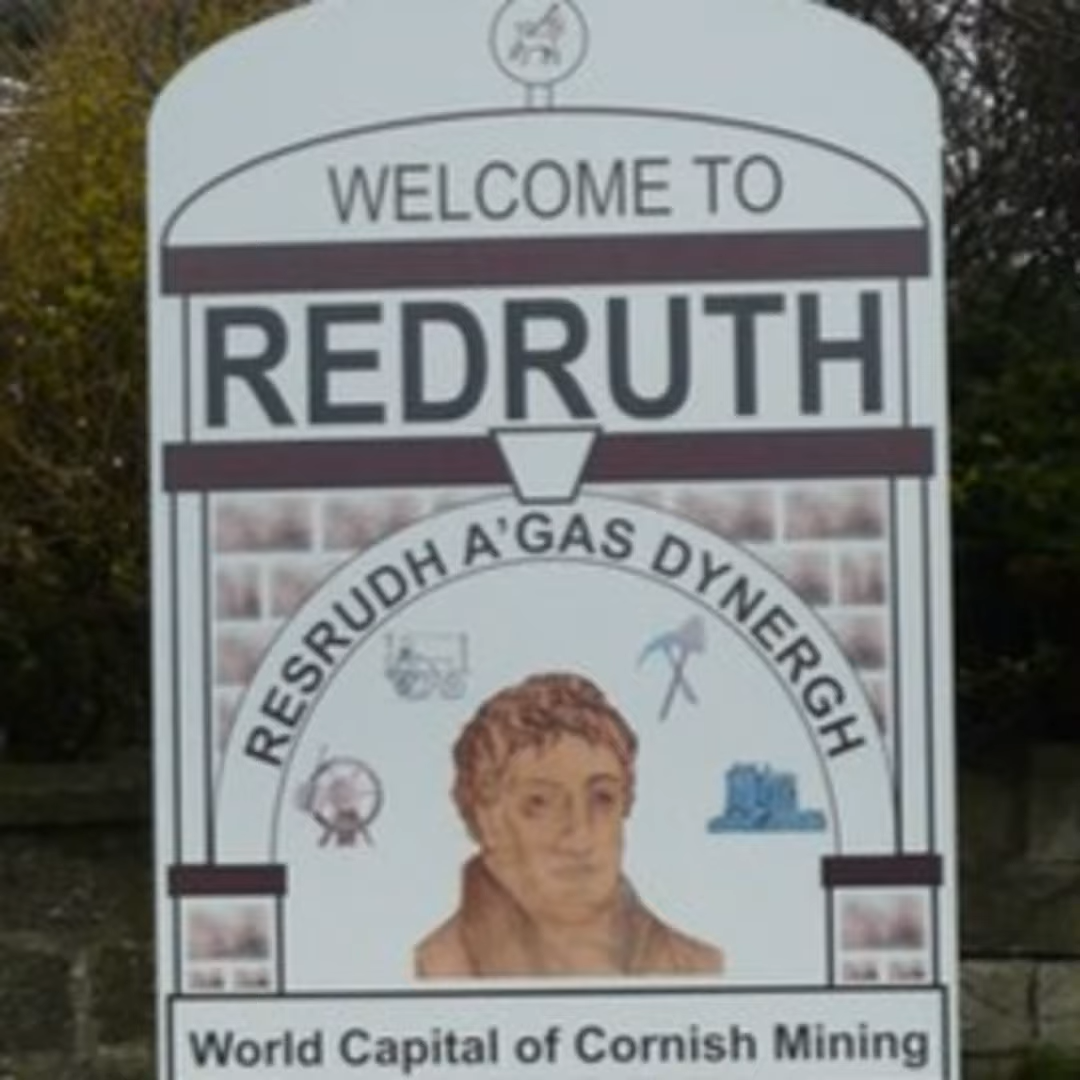 WELCOME TO
REDRUTH
RESRUDH A'GAS DYNERGH
World Capital of Cornish Mining